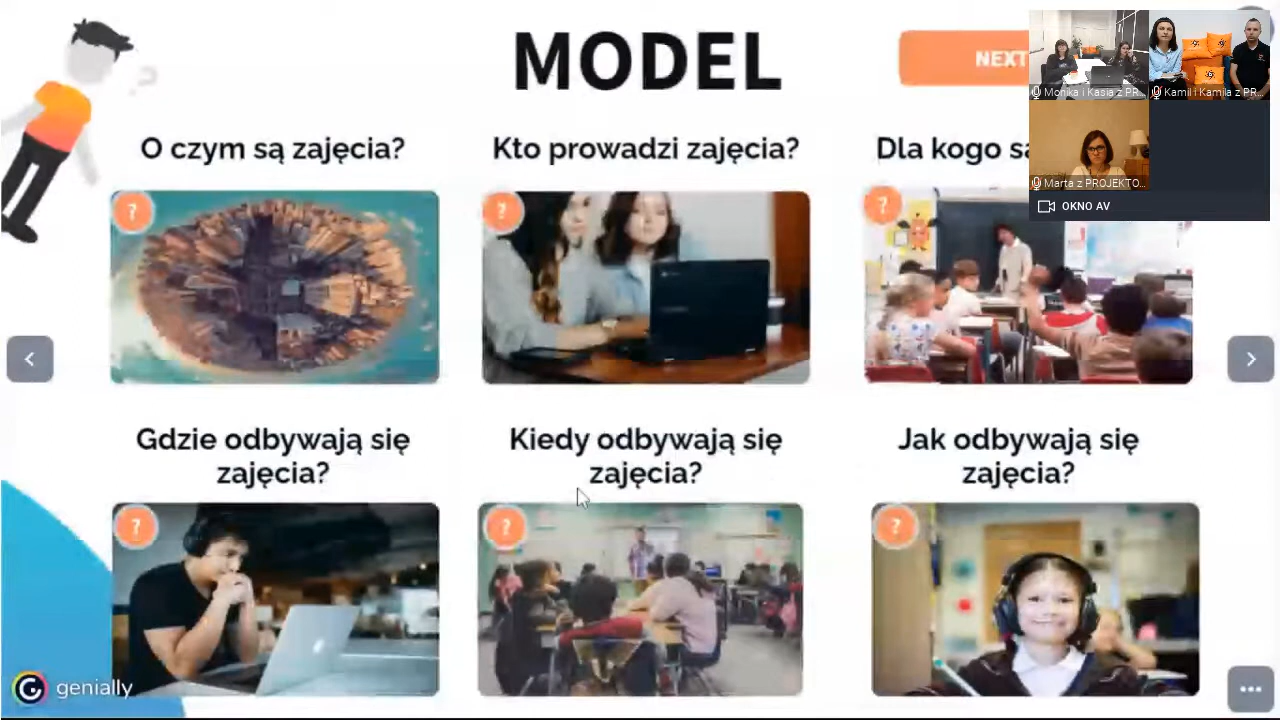 MODEL
NEXT
Monika i Kasia z PR...
Kamil i Kamila z PR...
Marta z PROJEKTO...
OKNO AV
O czym są zajęcia?
Kto prowadzi zajęcia?
Dla kogo są
?
?
?
Gdzie odbywają się
zajęcia?
Kiedy odbywają się
zajęcia?
Jak odbywają się
zajęcia?
?
?
?
genially